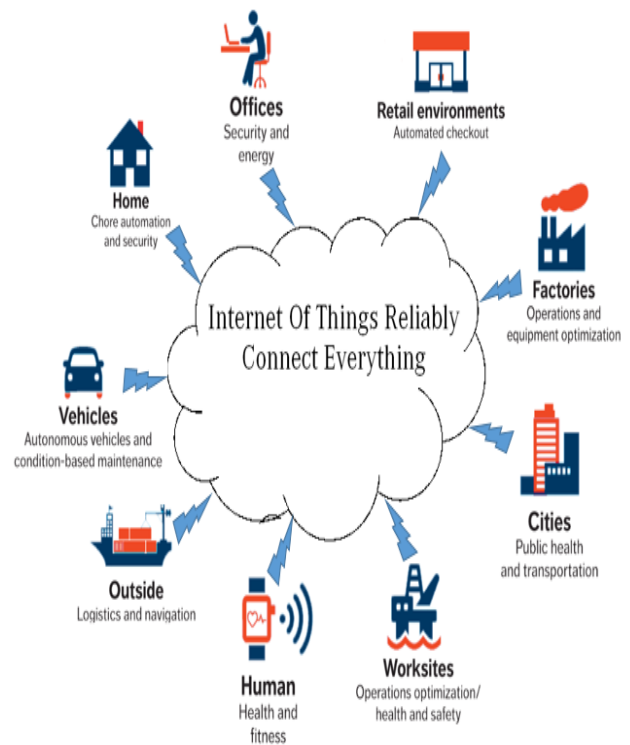 Offices
Security and
energy
Retail environments
Automated checkout
Home
Chore automation
and security
Internet Of Things Reliably
Connect Everything
Factories
Operations and
equipment optimization
Vehicles
Autonomous vehicles and
condition-based maintenance
Cities
Public health
and transportation
Outside
Logistics and navigation
Human
Health and
fitness
Worksites
Operations optimization/
health and safety